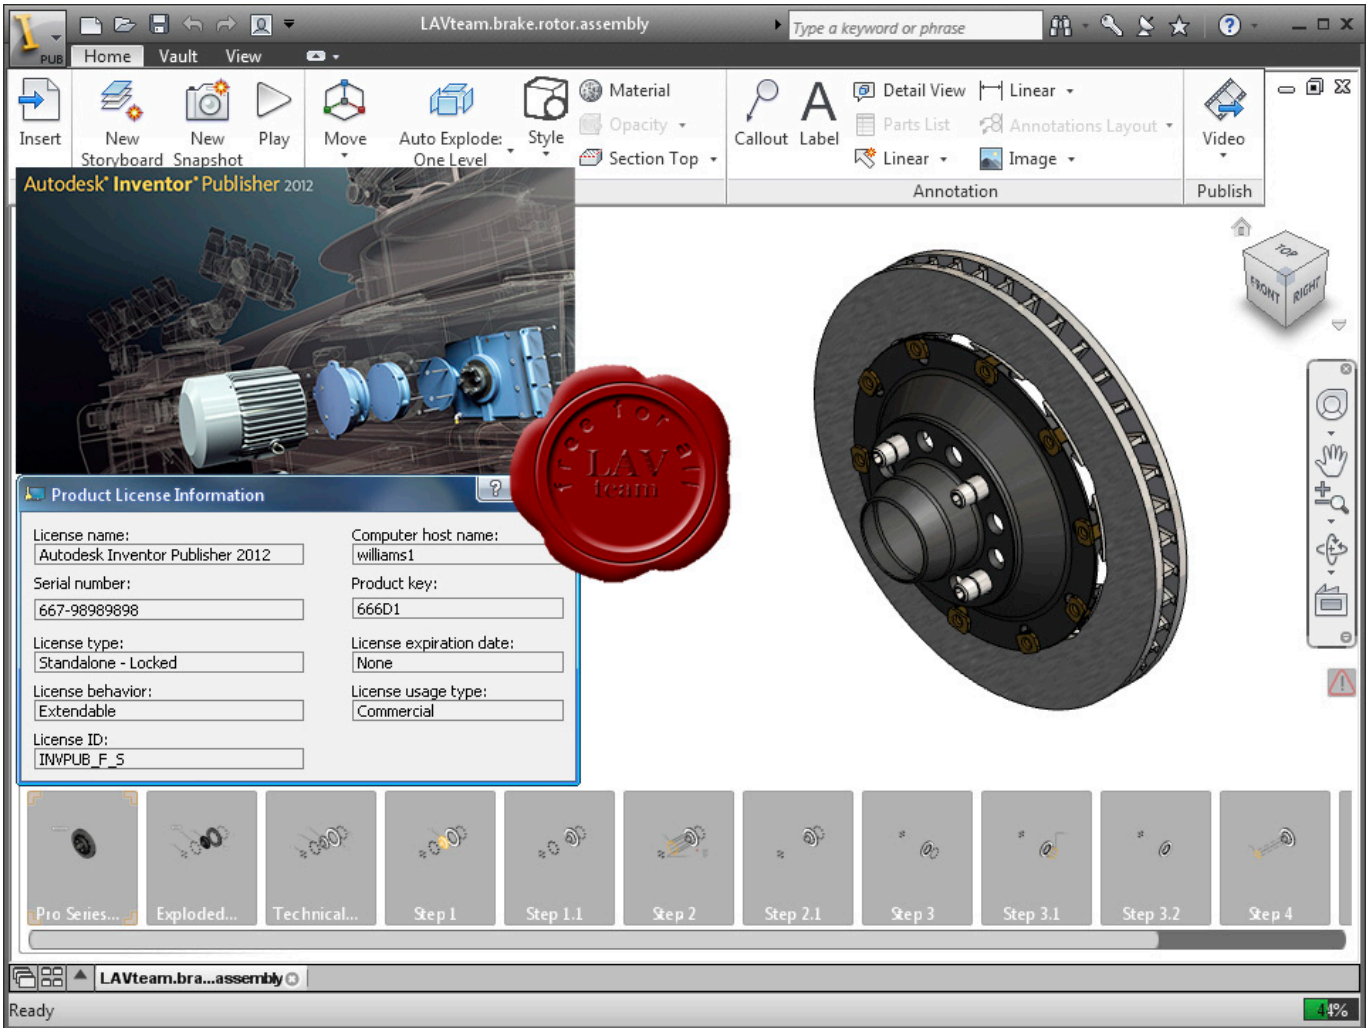 LAVteam.brake.rotor.assembly
Type a keyword or phrase
PUB
Home Vault View
Insert
New Storyboard
New Snapshot
Play
Move
Auto Explode: One Level
Style
Material
Opacity
Section Top
Callout
Label
Detail View
Parts List
Linear
Linear
Annotations Layout
Image
Video
Annotation
Publish
Autodesk® Inventor® Publisher 2012
TOP
FRONT
RIGHT
free for all
LAV
team
Product License Information
License name:
Autodesk Inventor Publisher 2012
Computer host name:
williams1
Serial number:
667-98989898
Product key:
666D1
License type:
Standalone - Locked
License expiration date:
None
License behavior:
Extendable
License usage type:
Commercial
License ID:
INVPUB_F_S
Pro Series...
Exploded...
Technical...
Step 1
Step 1.1
Step 2
Step 2.1
Step 3
Step 3.1
Step 3.2
Step 4
LAVteam.bra...assembly
Ready
44%